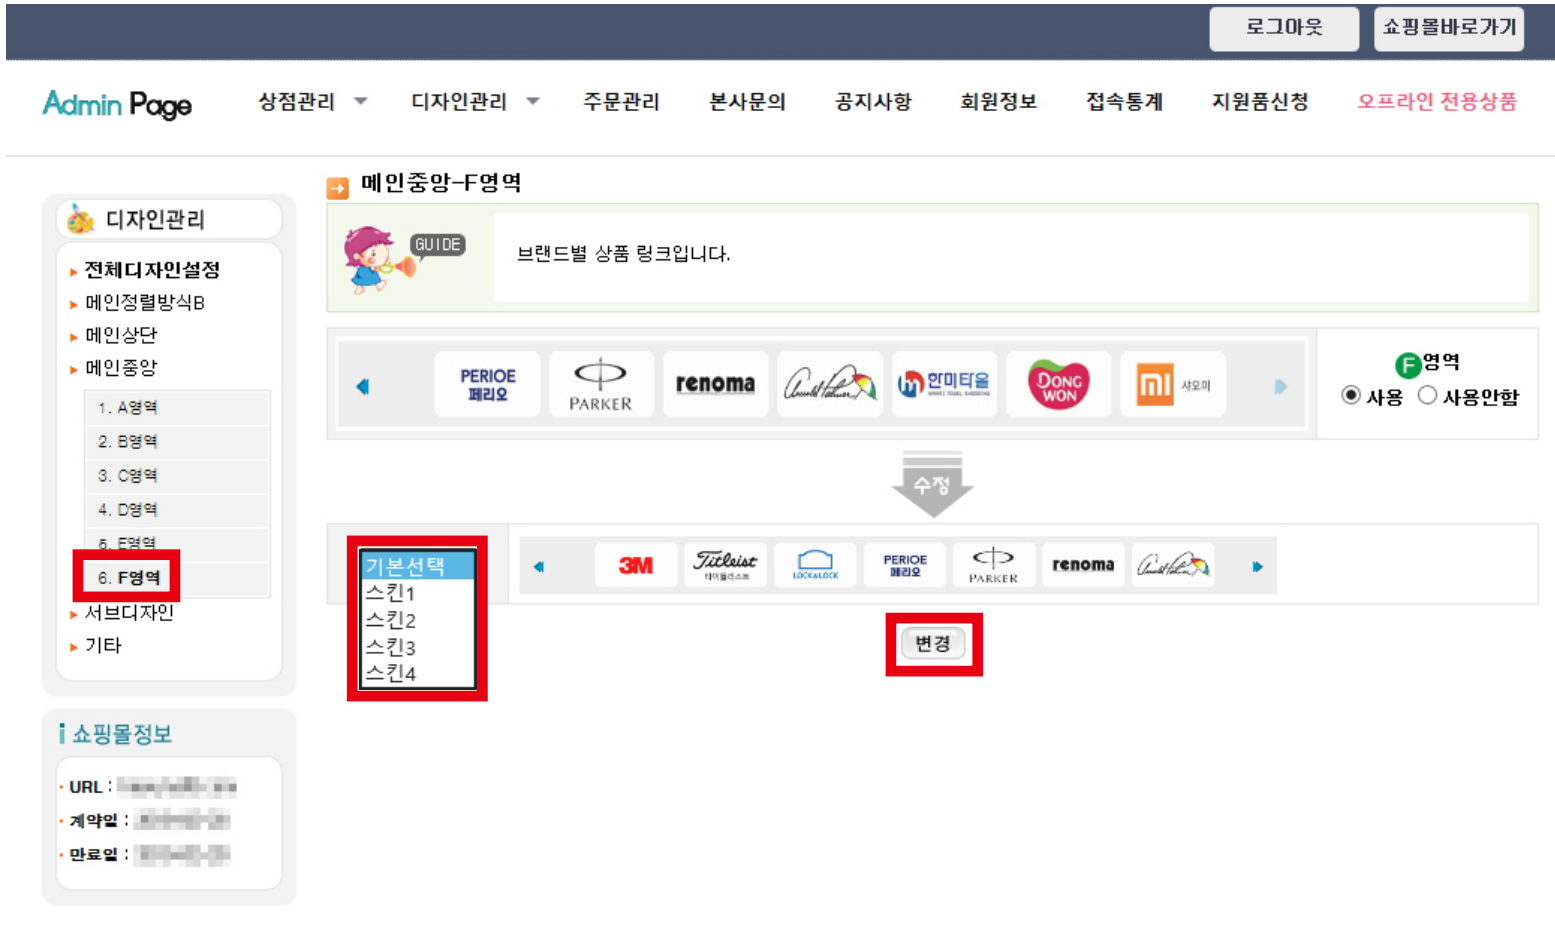 로그아웃
쇼핑몰바로가기
Admin Page
상점관리
디자인관리
주문관리
본사문의
공지사항
회원정보
접속통계
지원품신청
오프라인 전용상품
디자인관리
전체디자인설정
메인정렬방식B
메인상단
메인중앙
1. A영역
2. B영역
3. C영역
4. D영역
5. E영역
6. F영역
서브디자인
기타
쇼핑몰정보
URL :
계약일 :
만료일 :
메인중앙-F영역
GUIDE
브랜드별 상품 링크입니다.
PERIOE
페리오
PARKER
renoma
Arnold Palmer
한미타올
DONG
WON
mi 샤오미
F영역
사용 사용안함
수정
기본선택
스킨1
스킨2
스킨3
스킨4
3M
Titleist
타이틀리스트
LOCK&LOCK
PERIOE
페리오
PARKER
renoma
Arnold Palmer
변경